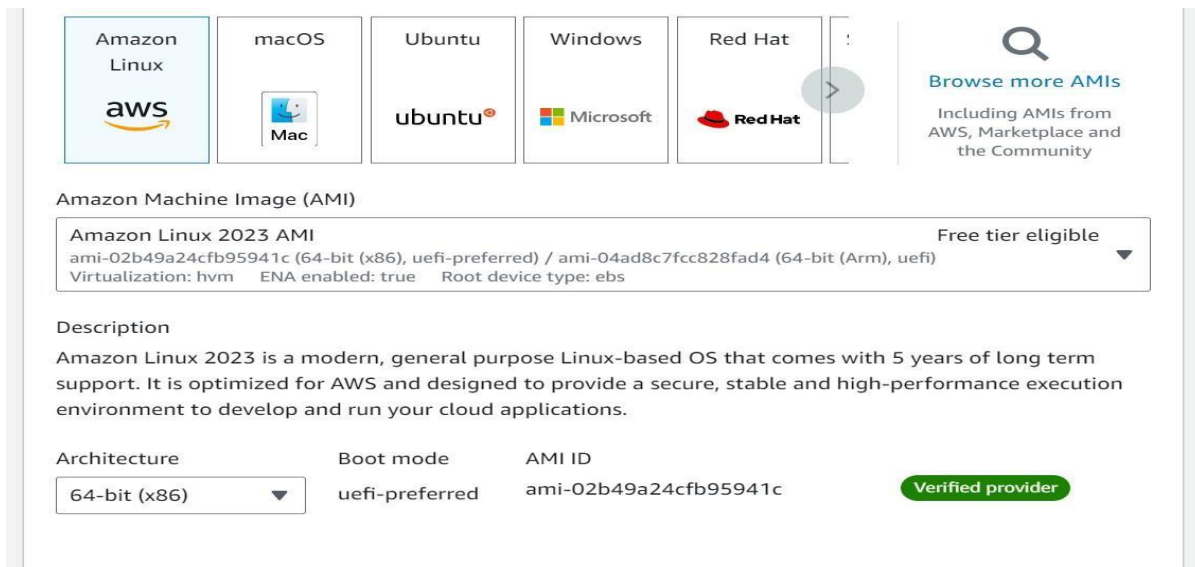 Amazon
Linux
aws
macOS
Mac
Ubuntu
ubuntu
Windows
Microsoft
Red Hat
Red Hat
Browse more AMIs
Including AMIs from
AWS, Marketplace and
the Community
Amazon Machine Image (AMI)
Amazon Linux 2023 AMI
Free tier eligible
ami-02b49a24cfb95941c (64-bit (x86), uefi-preferred) / ami-04ad8c7fcc828fad4 (64-bit (Arm), uefi)
Virtualization: hvm ENA enabled: true Root device type: ebs
Description
Amazon Linux 2023 is a modern, general purpose Linux-based OS that comes with 5 years of long term
support. It is optimized for AWS and designed to provide a secure, stable and high-performance execution
environment to develop and run your cloud applications.
Architecture
Boot mode
AMI ID
64-bit (x86)
uefi-preferred
ami-02b49a24cfb95941c
Verified provider